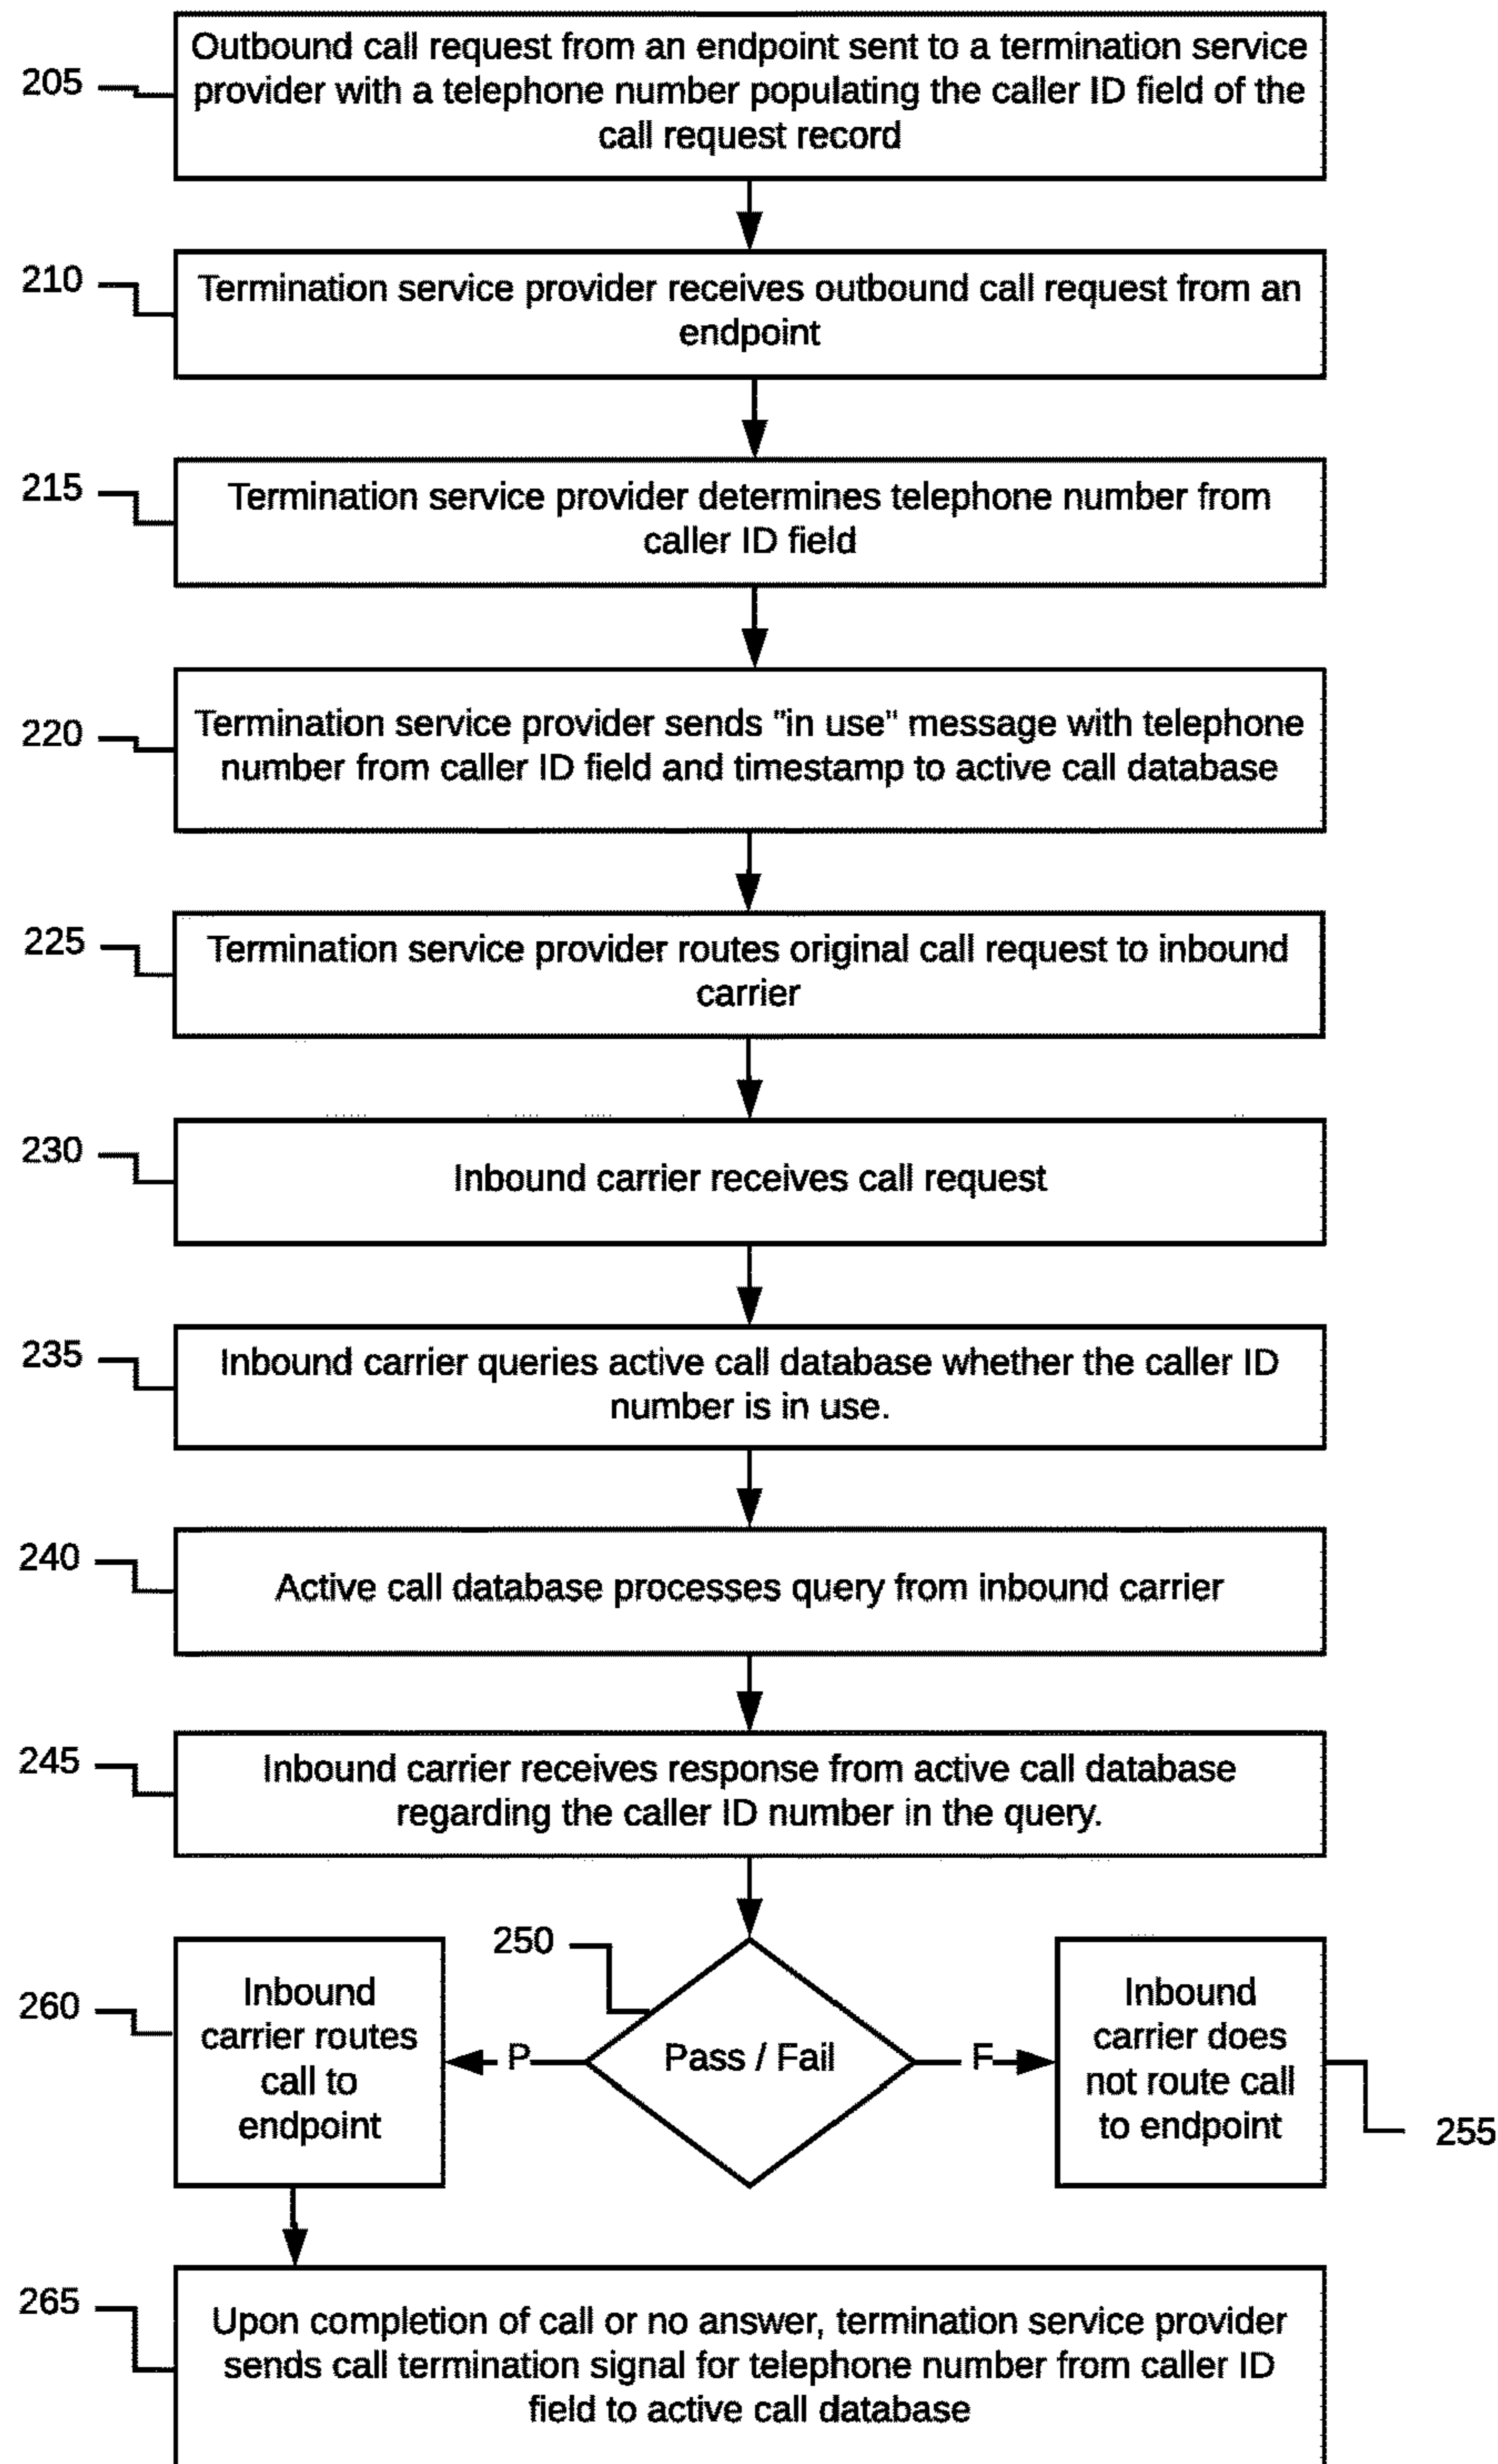 205
Outbound call request from an endpoint sent to a termination service
provider with a telephone number populating the caller ID field of the
call request record
210
Termination service provider receives outbound call request from an
endpoint
215
Termination service provider determines telephone number from
caller ID field
220
Termination service provider sends "in use" message with telephone
number from caller ID field and timestamp to active call database
225
Termination service provider routes original call request to inbound
carrier
230
Inbound carrier receives call request
235
Inbound carrier queries active call database whether the caller ID
number is in use.
240
Active call database processes query from inbound carrier
245
Inbound carrier receives response from active call database
regarding the caller ID number in the query.
250
Pass / Fail
P
F
260
Inbound
carrier routes
call to
endpoint
Inbound
carrier does
not route call
to endpoint
255
265
Upon completion of call or no answer, termination service provider
sends call termination signal for telephone number from caller ID
field to active call database